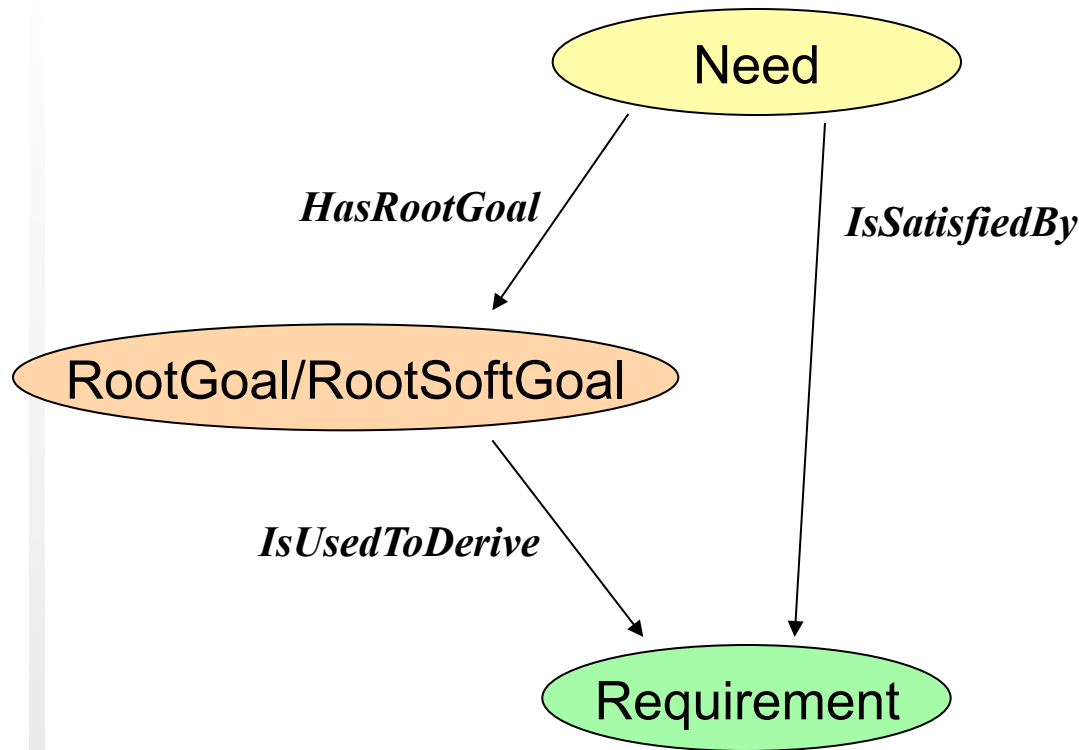 Need
HasRootGoal
IsSatisfiedBy
RootGoal/RootSoftGoal
IsUsedToDerive
Requirement